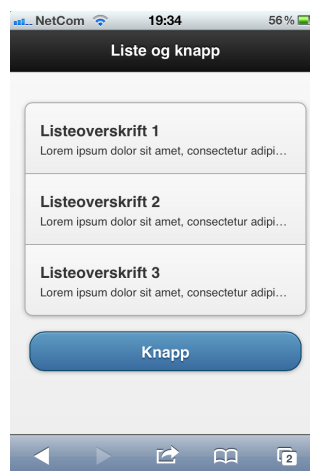 NetCom 19:34 56 %
Liste og knapp
Listeoverskrift 1
Lorem ipsum dolor sit amet, consectetur adipi…
Listeoverskrift 2
Lorem ipsum dolor sit amet, consectetur adipi…
Listeoverskrift 3
Lorem ipsum dolor sit amet, consectetur adipi…
Knapp
2